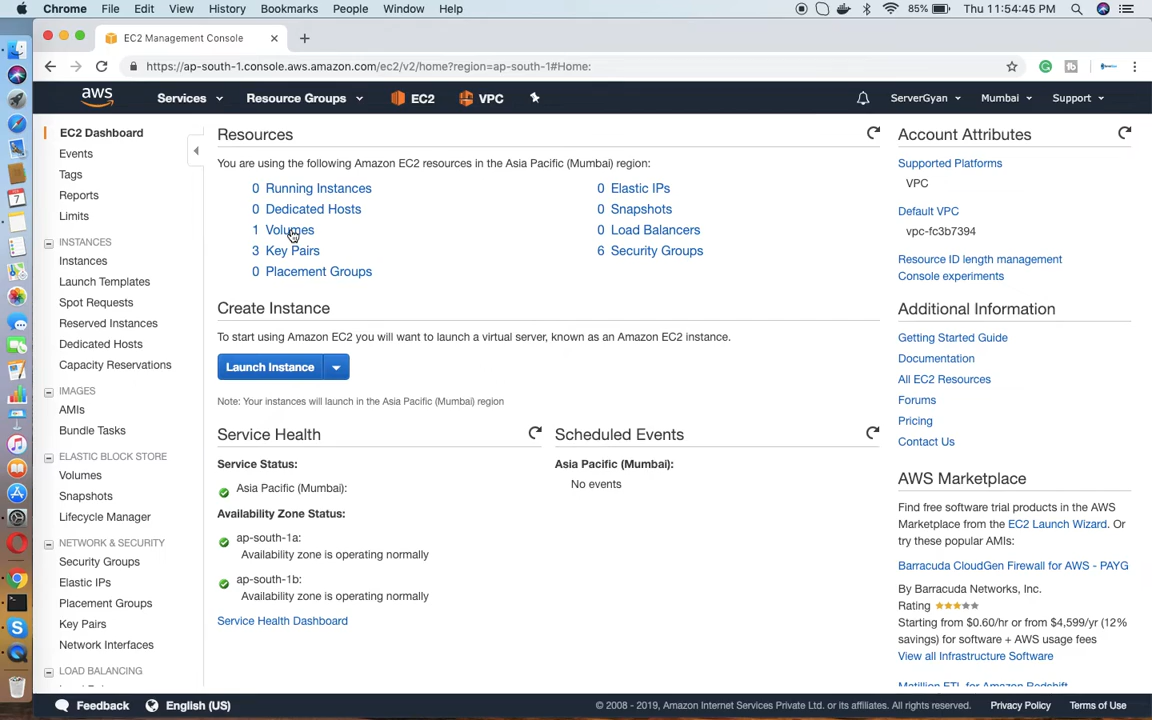 Chrome File Edit View History Bookmarks People Window Help 85% Thu 11:54:45 PM
EC2 Management Console
https://ap-south-1.console.aws.amazon.com/ec2/v2/home?region=ap-south-1#Home:
aws Services Resource Groups EC2 VPC ServerGyan Mumbai Support
EC2 Dashboard
Events
Tags
Reports
Limits
INSTANCES
Instances
Launch Templates
Spot Requests
Reserved Instances
Dedicated Hosts
Capacity Reservations
IMAGES
AMIs
Bundle Tasks
ELASTIC BLOCK STORE
Volumes
Snapshots
Lifecycle Manager
NETWORK & SECURITY
Security Groups
Elastic IPs
Placement Groups
Key Pairs
Network Interfaces
LOAD BALANCING
Resources
You are using the following Amazon EC2 resources in the Asia Pacific (Mumbai) region:
0 Running Instances
0 Dedicated Hosts
1 Volumes
3 Key Pairs
0 Placement Groups
0 Elastic IPs
0 Snapshots
0 Load Balancers
6 Security Groups
Create Instance
To start using Amazon EC2 you will want to launch a virtual server, known as an Amazon EC2 instance.
Launch Instance
Note: Your instances will launch in the Asia Pacific (Mumbai) region
Service Health
Service Status:
Asia Pacific (Mumbai):
Availability Zone Status:
ap-south-1a:
Availability zone is operating normally
ap-south-1b:
Availability zone is operating normally
Service Health Dashboard
Scheduled Events
Asia Pacific (Mumbai):
No events
Account Attributes
Supported Platforms
VPC
Default VPC
vpc-fc3b7394
Resource ID length management
Console experiments
Additional Information
Getting Started Guide
Documentation
All EC2 Resources
Forums
Pricing
Contact Us
AWS Marketplace
Find free software trial products in the AWS
Marketplace from the EC2 Launch Wizard. Or
try these popular AMIs:
Barracuda CloudGen Firewall for AWS - PAYG
By Barracuda Networks, Inc.
Rating
Starting from $0.60/hr or from $4,599/yr (12%
savings) for software + AWS usage fees
View all Infrastructure Software
Matillion ETL for Amazon Redshift
Feedback English (US) © 2008 - 2019, Amazon Internet Services Private Ltd. or its affiliates. All rights reserved. Privacy Policy Terms of Use